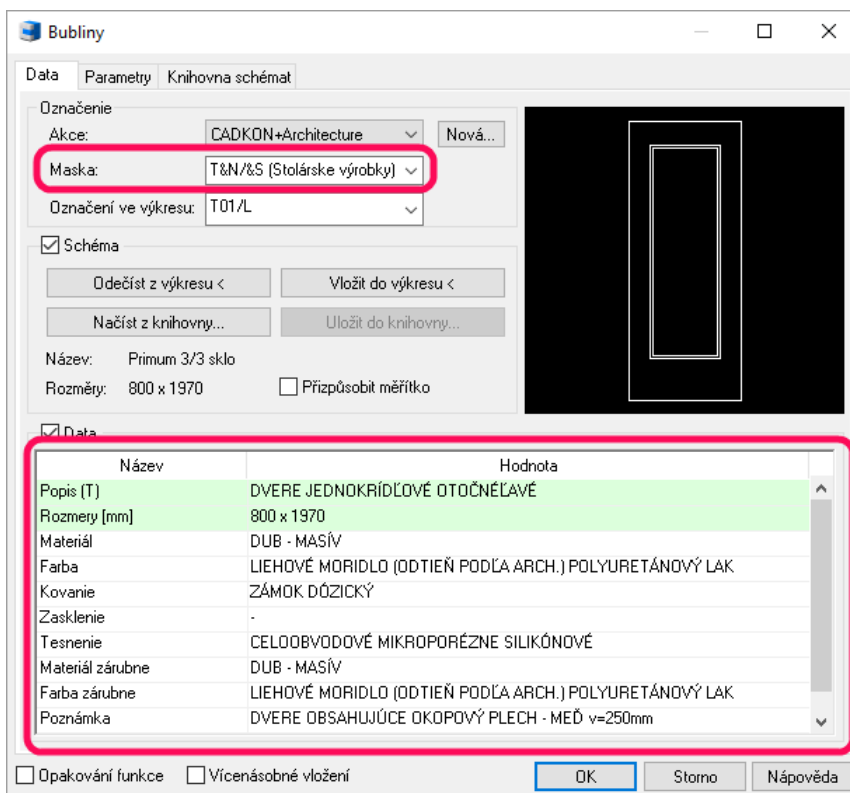 Bubliny
Data Parametry Knihovna schémat
Označenie
Akce: CADKON+Architecture Nová...
Maska: T&N/&S (Stolárske výrobky)
Označení ve výkresu: T01/L
Schéma
Odečíst z výkresu < Vložit do výkresu <
Načíst z knihovny... Uložit do knihovny...
Název: Primum 3/3 sklo
Rozměry: 800 x 1970 Přizpůsobit měřítko
Data
Název Hodnota
Popis (T) DVERE JEDNOKRÍDĽOVÉ OTOČNÉĽAVÉ
Rozmery [mm] 800 x 1970
Materiál DUB - MASÍV
Farba LIEHOVÉ MORIDLO (ODTIEŇ PODĽA ARCH.) POLYURETÁNOVÝ LAK
Kovanie ZÁMOK DÓZICKÝ
Zasklenie -
Tesnenie CELOOBVODOVÉ MIKROPORÉZNE SILIKÓNOVÉ
Materiál zárubne DUB - MASÍV
Farba zárubne LIEHOVÉ MORIDLO (ODTIEŇ PODĽA ARCH.) POLYURETÁNOVÝ LAK
Poznámka DVERE OBSAHUJÚCE OKOPOVÝ PLECH - MEĎ v=250mm
Opakování funkce Vícenásobné vložení OK Storno Nápověda